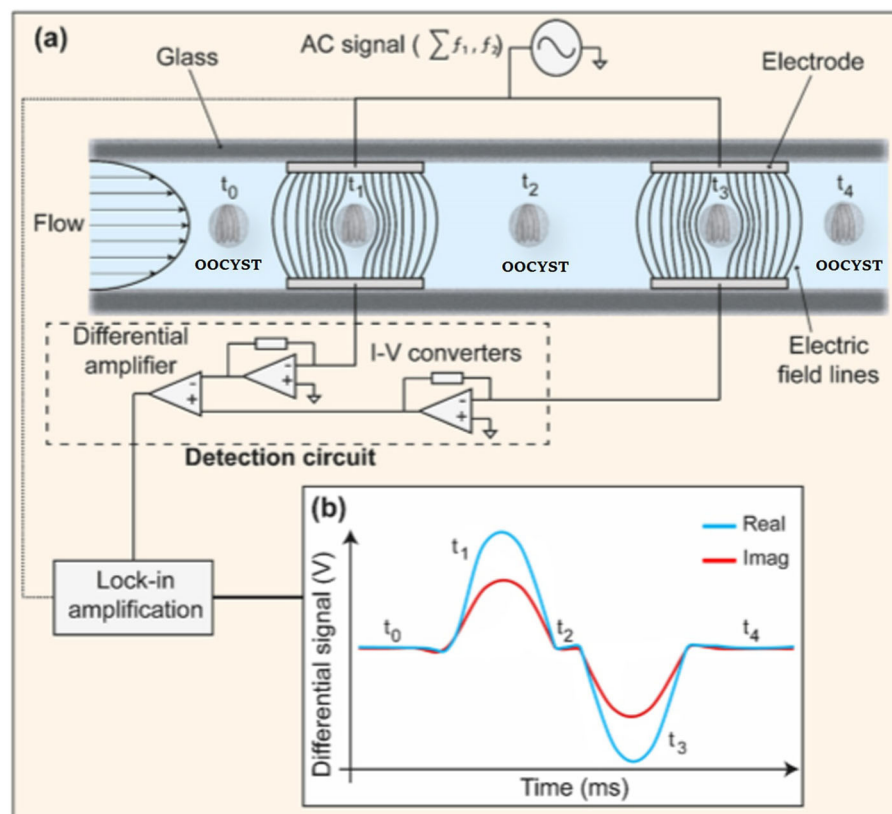 (a)
Glass
AC signal ( ∑ f₁ , f₂)
Electrode
Flow
t₀
t₁
t₂
t₃
t₄
OOCYST
OOCYST
OOCYST
Differential
amplifier
I-V converters
Electric
field lines
-
+
-
+
-
+
Detection circuit
Lock-in
amplification
(b)
Real
Imag
Differential signal (V)
t₀
t₁
t₂
t₃
t₄
Time (ms)